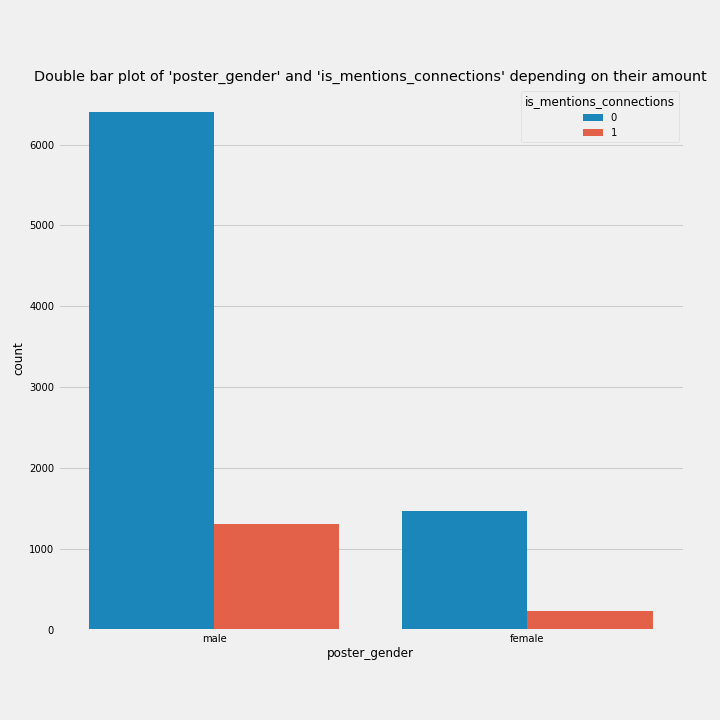 Double bar plot of 'poster_gender' and 'is_mentions_connections' depending on their amount
is_mentions_connections
0
1
6000
5000
4000
3000
2000
1000
0
count
male
female
poster_gender